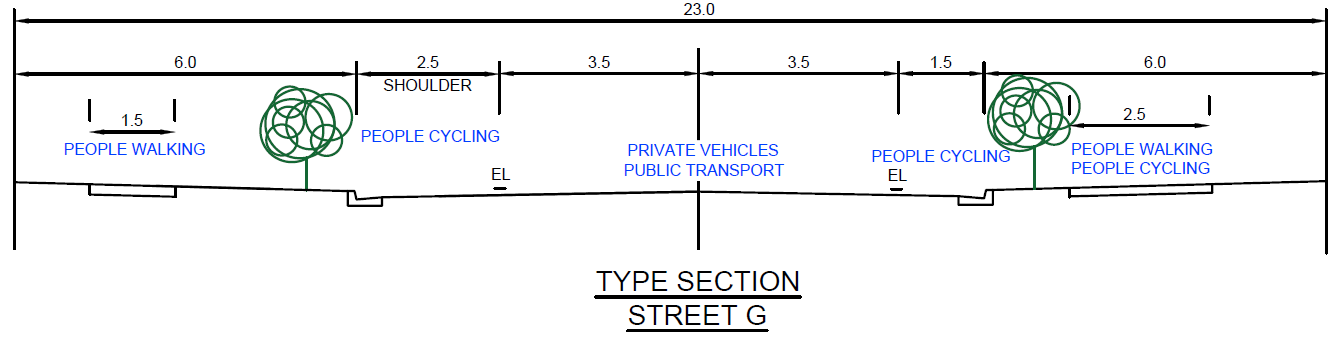 23.0
6.0
2.5
3.5
3.5
1.5
6.0
SHOULDER
1.5
2.5
PEOPLE WALKING
PEOPLE CYCLING
PRIVATE VEHICLES
PUBLIC TRANSPORT
PEOPLE CYCLING
PEOPLE WALKING
PEOPLE CYCLING
EL
EL
TYPE SECTION
STREET G